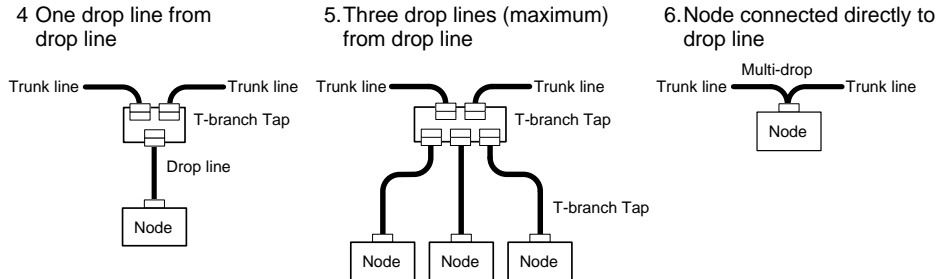 4 One drop line from
drop line
Trunk line
Trunk line
T-branch Tap
Drop line
Node
5.Three drop lines (maximum)
from drop line
Trunk line
Trunk line
T-branch Tap
T-branch Tap
Node
Node
Node
6.Node connected directly to
drop line
Multi-drop
Trunk line
Trunk line
Node